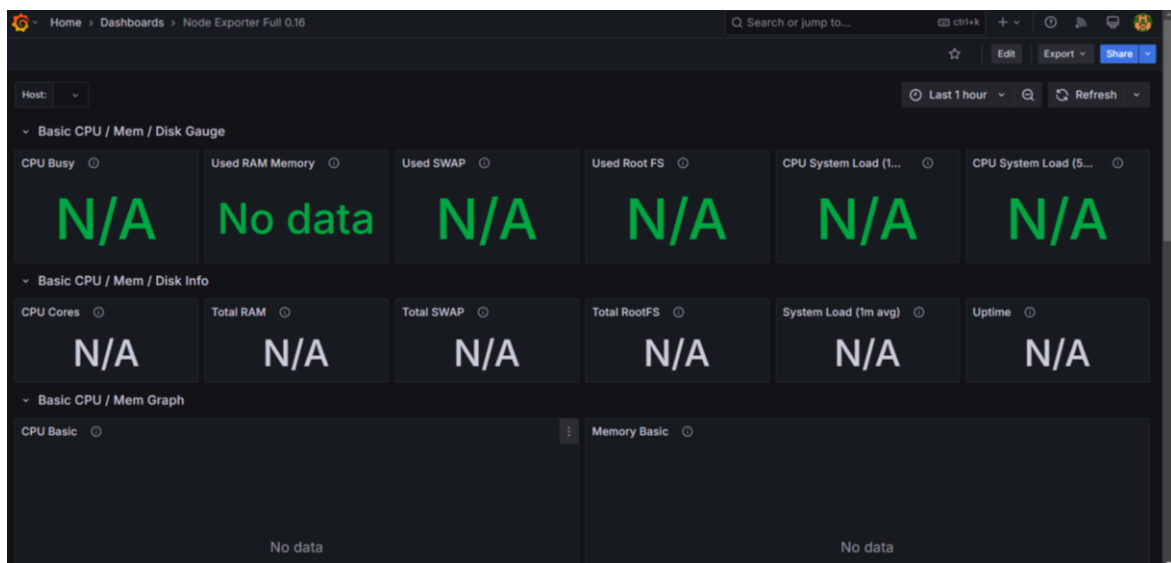 Home › Dashboards › Node Exporter Full 0.16
Search or jump to...
ctrl+k
Edit
Export
Share
Host:
Last 1 hour
Refresh
Basic CPU / Mem / Disk Gauge
CPU Busy
Used RAM Memory
Used SWAP
Used Root FS
CPU System Load (1...
CPU System Load (5...
N/A
No data
N/A
N/A
N/A
N/A
Basic CPU / Mem / Disk Info
CPU Cores
Total RAM
Total SWAP
Total RootFS
System Load (1m avg)
Uptime
N/A
N/A
N/A
N/A
N/A
N/A
Basic CPU / Mem Graph
CPU Basic
Memory Basic
No data
No data